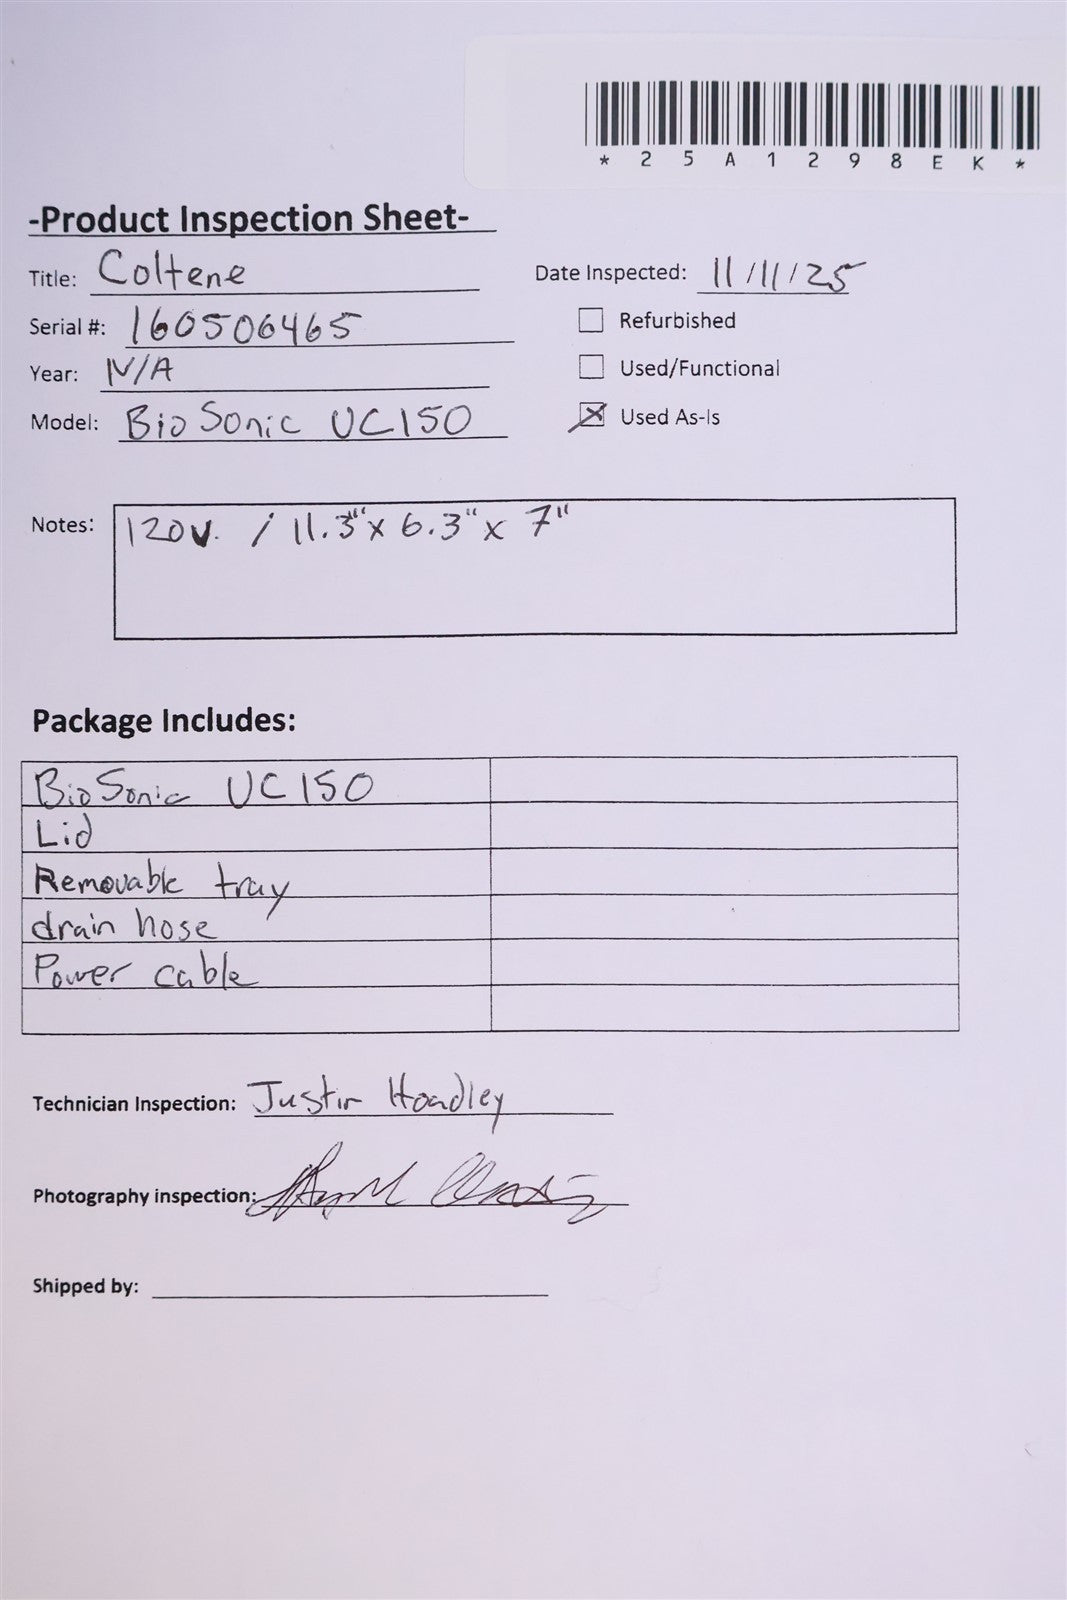 *25A1298EK*
-Product Inspection Sheet-
Title: Coltene
Date Inspected: 11/11/25
Serial #: 160506465
Refurbished
Year: N/A
Used/Functional
Model: BioSonic UC150
Used As-Is
Notes: 120v. / 11.3" x 6.3" x 7"
Package Includes:
BioSonic UC150
Lid
Removable tray
drain hose
Power cable
Technician Inspection: Justin Hoadley
Photography inspection:
Shipped by: